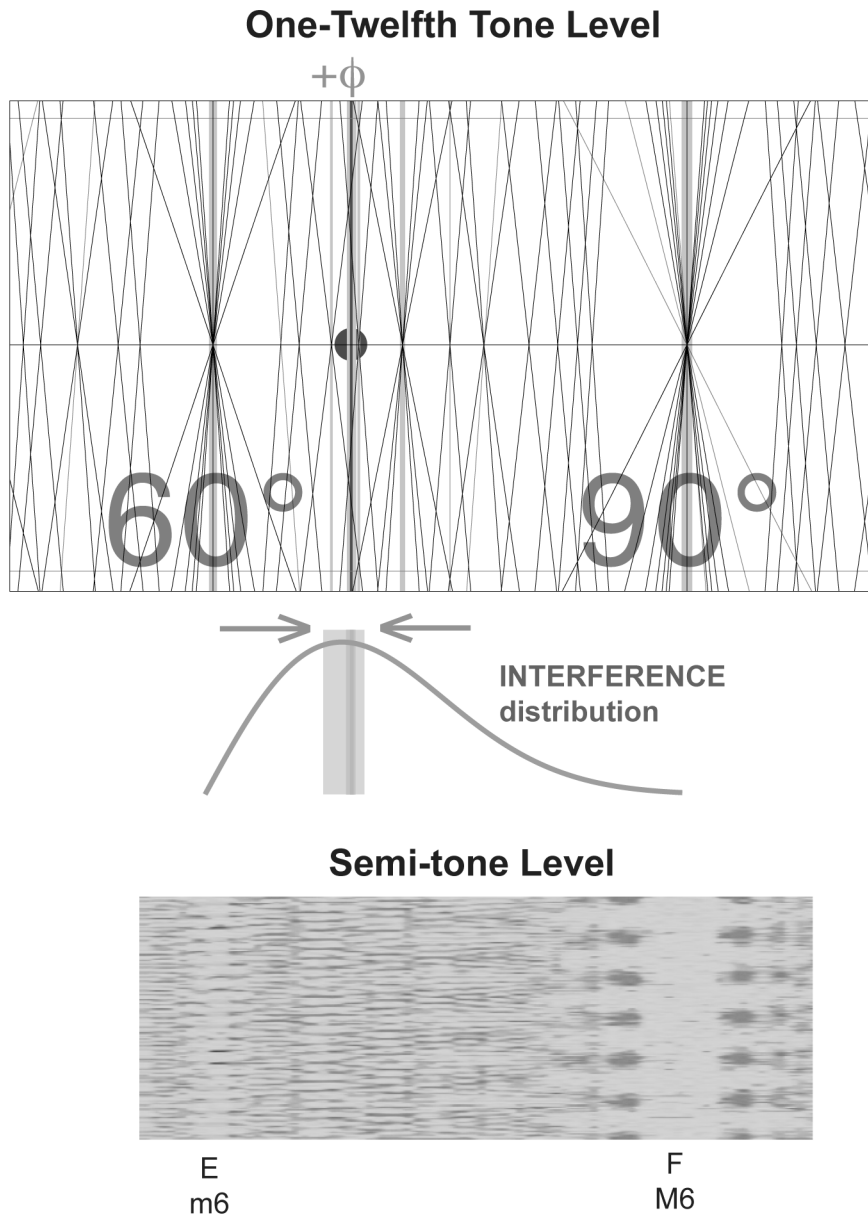 One-Twelfth Tone Level
+ϕ
60°
90°
INTERFERENCE
distribution
Semi-tone Level
E
m6
F
M6